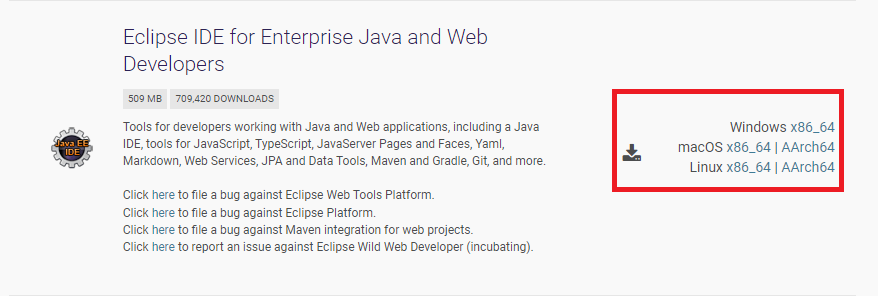 Eclipse IDE for Enterprise Java and Web
Developers
509 MB 709,420 DOWNLOADS
Java EE
IDE
Tools for developers working with Java and Web applications, including a Java
IDE, tools for JavaScript, TypeScript, JavaServer Pages and Faces, Yaml,
Markdown, Web Services, JPA and Data Tools, Maven and Gradle, Git, and more.
Click here to file a bug against Eclipse Web Tools Platform.
Click here to file a bug against Eclipse Platform.
Click here to file a bug against Maven integration for web projects.
Click here to report an issue against Eclipse Wild Web Developer (incubating).
Windows x86_64
macOS x86_64 | AArch64
Linux x86_64 | AArch64